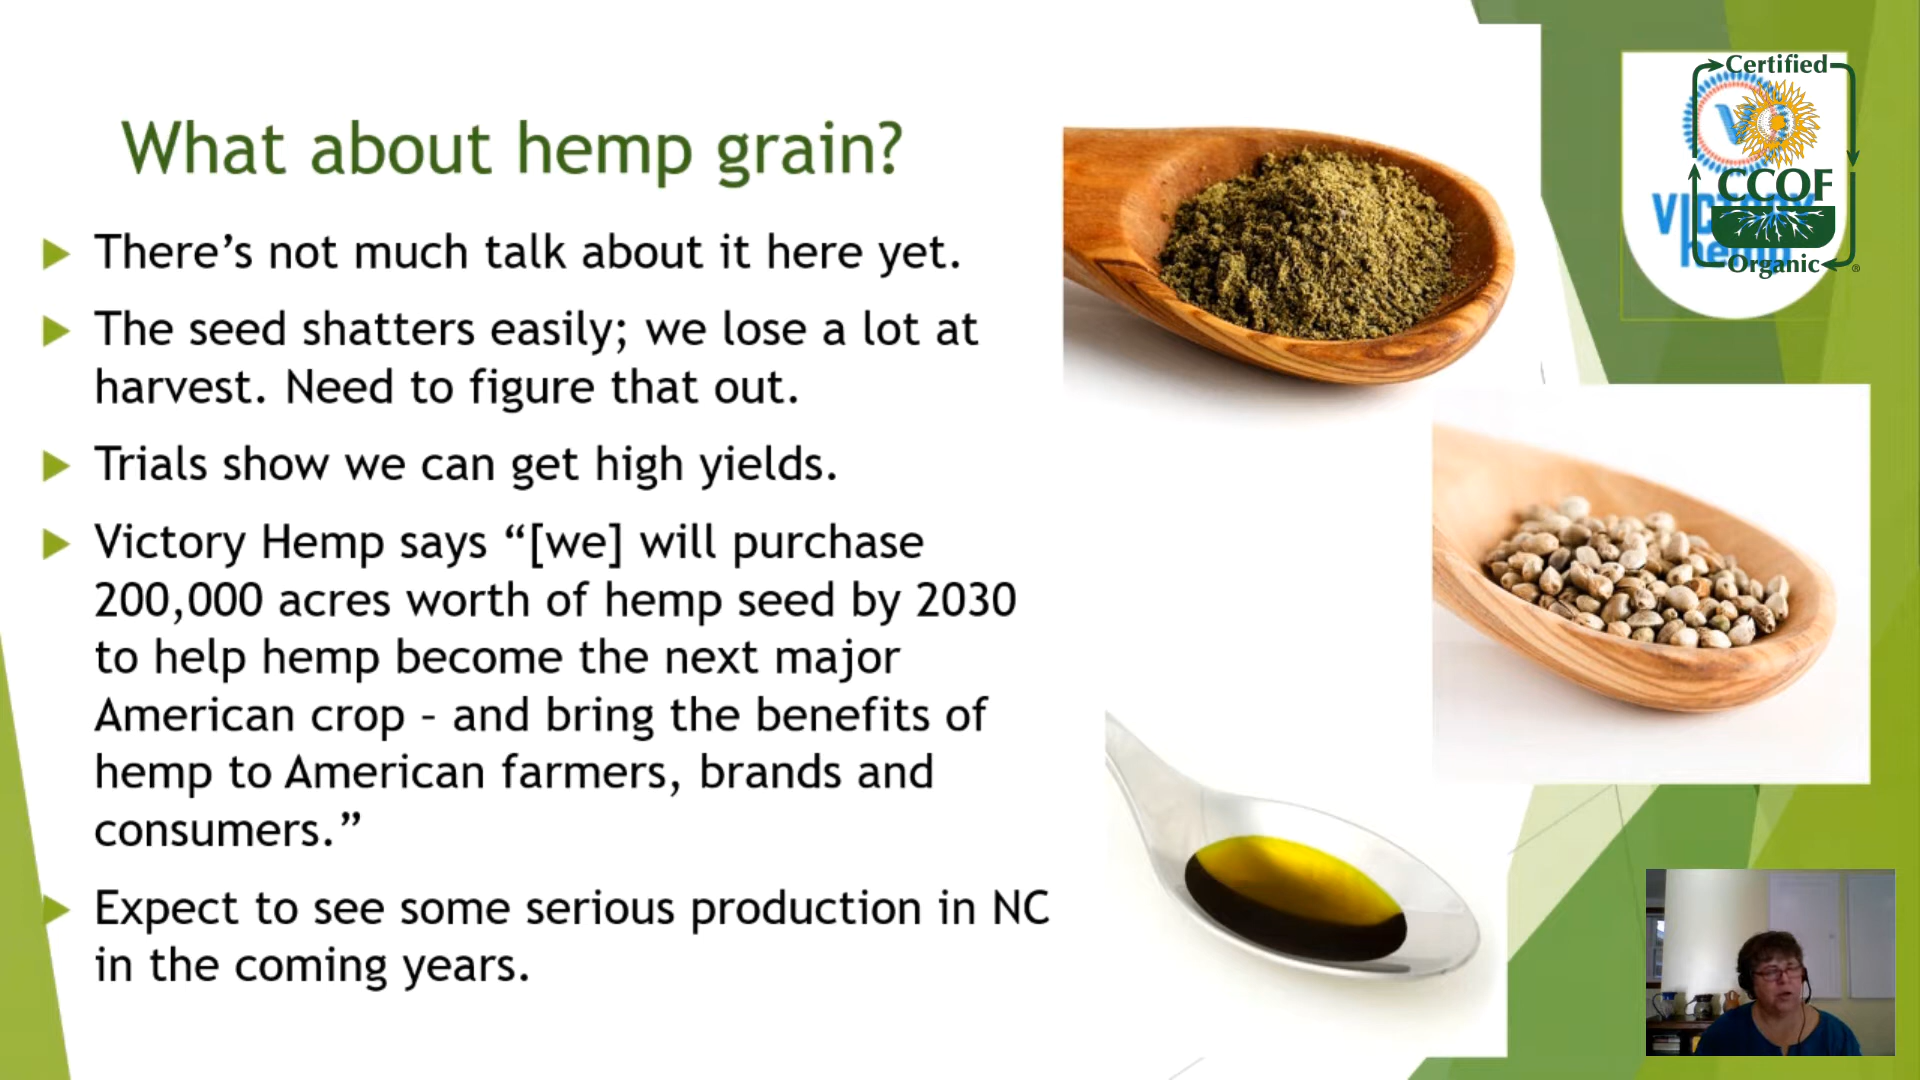 What about hemp grain?
There’s not much talk about it here yet.
The seed shatters easily; we lose a lot at
harvest. Need to figure that out.
Trials show we can get high yields.
Victory Hemp says “[we] will purchase
200,000 acres worth of hemp seed by 2030
to help hemp become the next major
American crop – and bring the benefits of
hemp to American farmers, brands and
consumers.”
Expect to see some serious production in NC
in the coming years.
Certified
CCOF
Organic
®
hemp